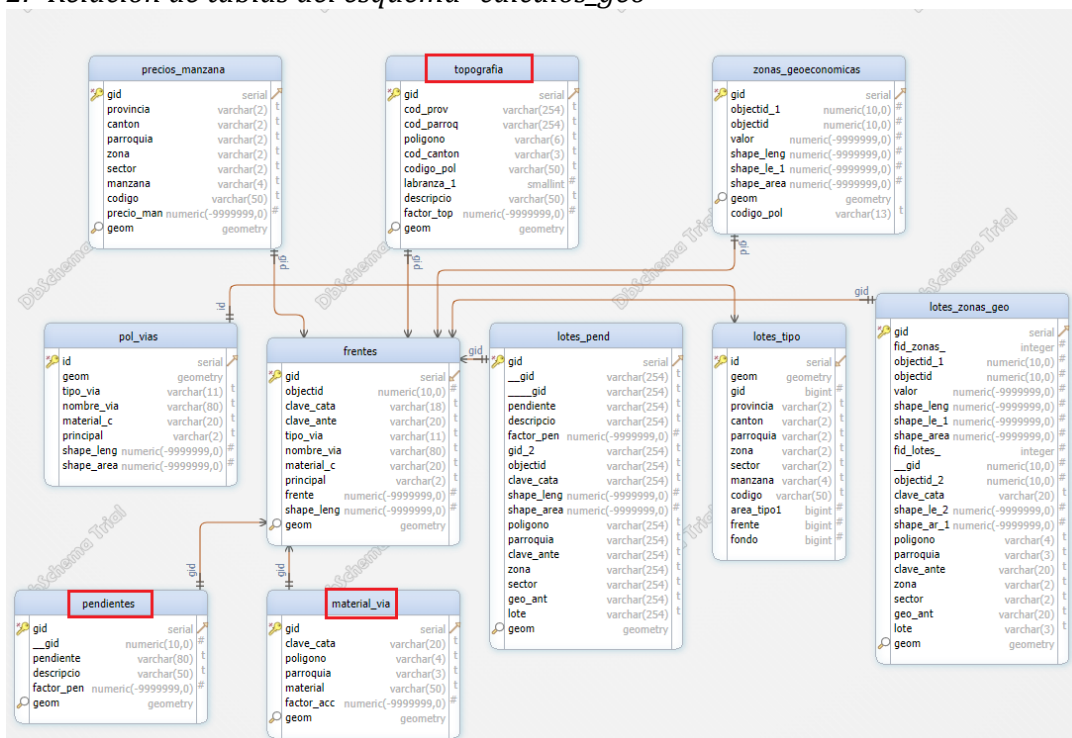 2. Relación de tablas del esquema "calculos_geo"
precios_manzana
gid serial
provincia varchar(2) t
canton varchar(2) t
parroquia varchar(2) t
zona varchar(2) t
sector varchar(2) t
manzana varchar(4) t
codigo varchar(50) t
precio_man numeric(-9999999,0) #
geom geometry
topografia
gid serial
cod_prov varchar(254) t
cod_parroq varchar(254) t
poligono varchar(6) t
cod_canton varchar(3) t
codigo_pol varchar(50) t
labranza_1 smallint #
descripcio varchar(50) t
factor_top numeric(-9999999,0) #
geom geometry
zonas_geoeconomicas
gid serial
objectid_1 numeric(10,0) #
objectid numeric(10,0) #
valor numeric(-9999999,0) #
shape_leng numeric(-9999999,0) #
shape_le_1 numeric(-9999999,0) #
shape_area numeric(-9999999,0) #
geom geometry
codigo_pol varchar(13) t
gid
gid
gid
id
gid
gid
DbSchema Trial
DbSchema Trial
DbSchema Trial
pol_vias
id serial
geom geometry
tipo_via varchar(11) t
nombre_via varchar(80) t
material_c varchar(20) t
principal varchar(2) t
shape_leng numeric(-9999999,0) #
shape_area numeric(-9999999,0) #
frentes
gid serial
objectid numeric(10,0) #
clave_cata varchar(18) t
clave_ante varchar(20) t
tipo_via varchar(11) t
nombre_via varchar(80) t
material_c varchar(20) t
principal varchar(2) t
frente numeric(-9999999,0) #
shape_leng numeric(-9999999,0) #
geom geometry
lotes_pend
gid serial
__gid varchar(254) t
____gid varchar(254) t
pendiente varchar(254) t
descripcio varchar(254) t
factor_pen numeric(-9999999,0) #
gid_2 varchar(254) t
objectid varchar(254) t
clave_cata varchar(254) t
shape_leng numeric(-9999999,0) #
shape_area numeric(-9999999,0) #
poligono varchar(254) t
parroquia varchar(254) t
clave_ante varchar(254) t
zona varchar(254) t
sector varchar(254) t
geo_ant varchar(254) t
lote varchar(254) t
geom geometry
lotes_tipo
id serial
geom geometry
gid bigint #
provincia varchar(2) t
canton varchar(2) t
parroquia varchar(2) t
zona varchar(2) t
sector varchar(2) t
manzana varchar(4) t
codigo varchar(50) t
area_tipo1 bigint #
frente bigint #
fondo bigint #
lotes_zonas_geo
gid serial
fid_zonas_ integer #
objectid_1 numeric(10,0) #
objectid numeric(10,0) #
valor numeric(-9999999,0) #
shape_leng numeric(-9999999,0) #
shape_le_1 numeric(-9999999,0) #
shape_area numeric(-9999999,0) #
fid_lotes_ integer #
__gid numeric(10,0) #
objectid_2 numeric(10,0) #
clave_cata varchar(20) t
shape_le_2 numeric(-9999999,0) #
shape_ar_1 numeric(-9999999,0) #
poligono varchar(4) t
parroquia varchar(3) t
clave_ante varchar(20) t
zona varchar(2) t
sector varchar(2) t
geo_ant varchar(20) t
lote varchar(3) t
geom geometry
DbSchema Trial
gid
gid
pendientes
gid serial
__gid numeric(10,0) #
pendiente varchar(80) t
descripcio varchar(50) t
factor_pen numeric(-9999999,0) #
geom geometry
material_via
gid serial
clave_cata varchar(20) t
poligono varchar(4) t
parroquia varchar(3) t
material varchar(50) t
factor_acc numeric(-9999999,0) #
geom geometry